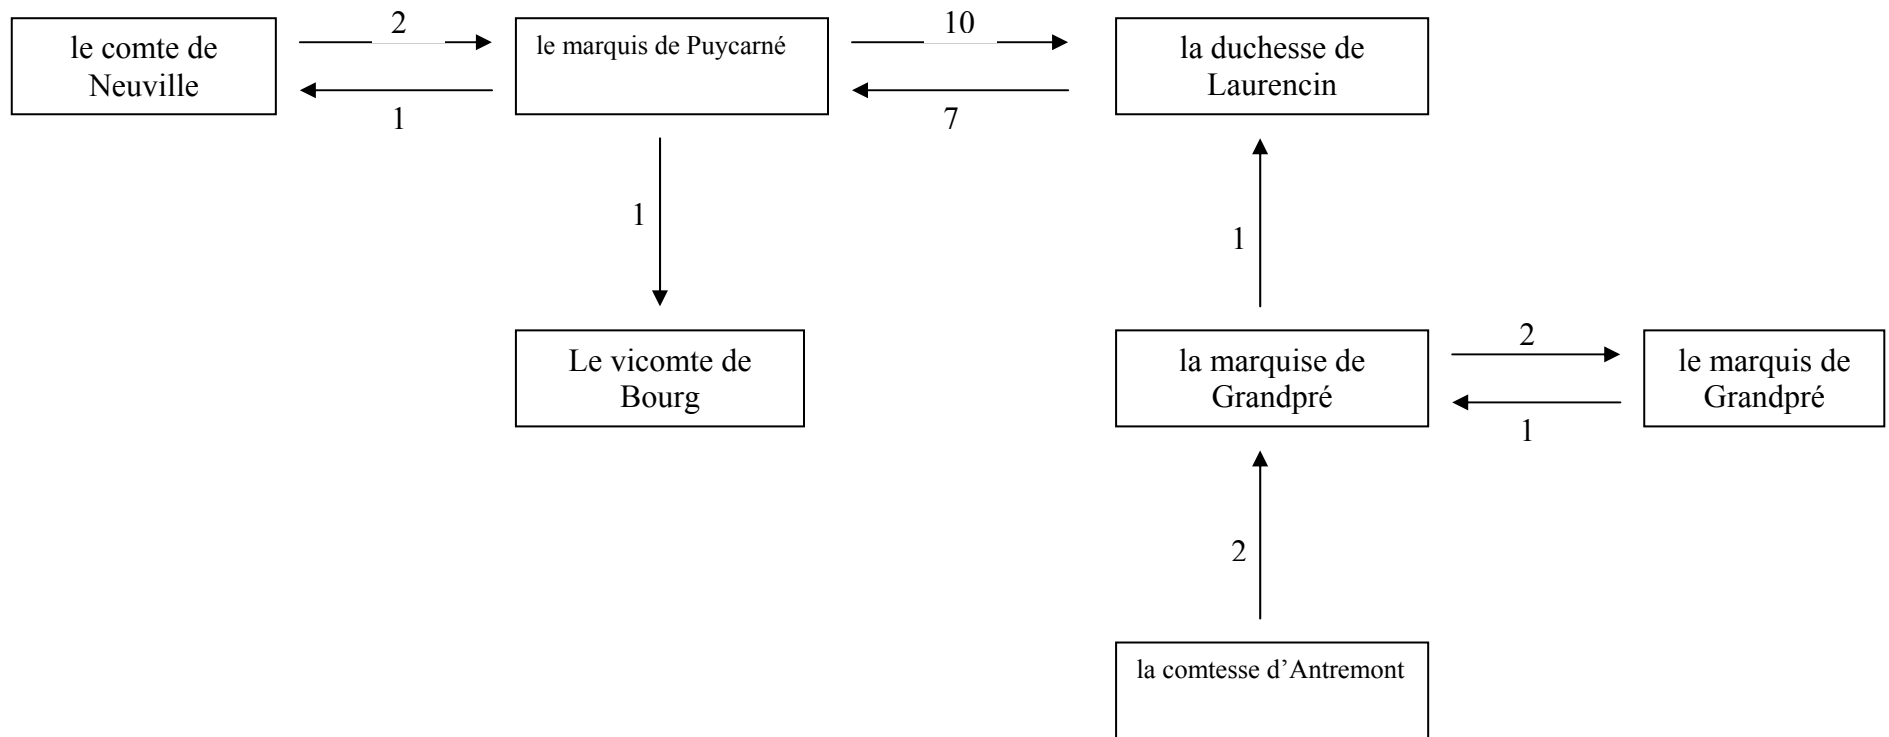 2
10
le comte de
Neuville
le marquis de Puycarné
la duchesse de
Laurencin
1
7
1
1
Le vicomte de
Bourg
la marquise de
Grandpré
2
le marquis de
Grandpré
1
2
la comtesse d’Antremont